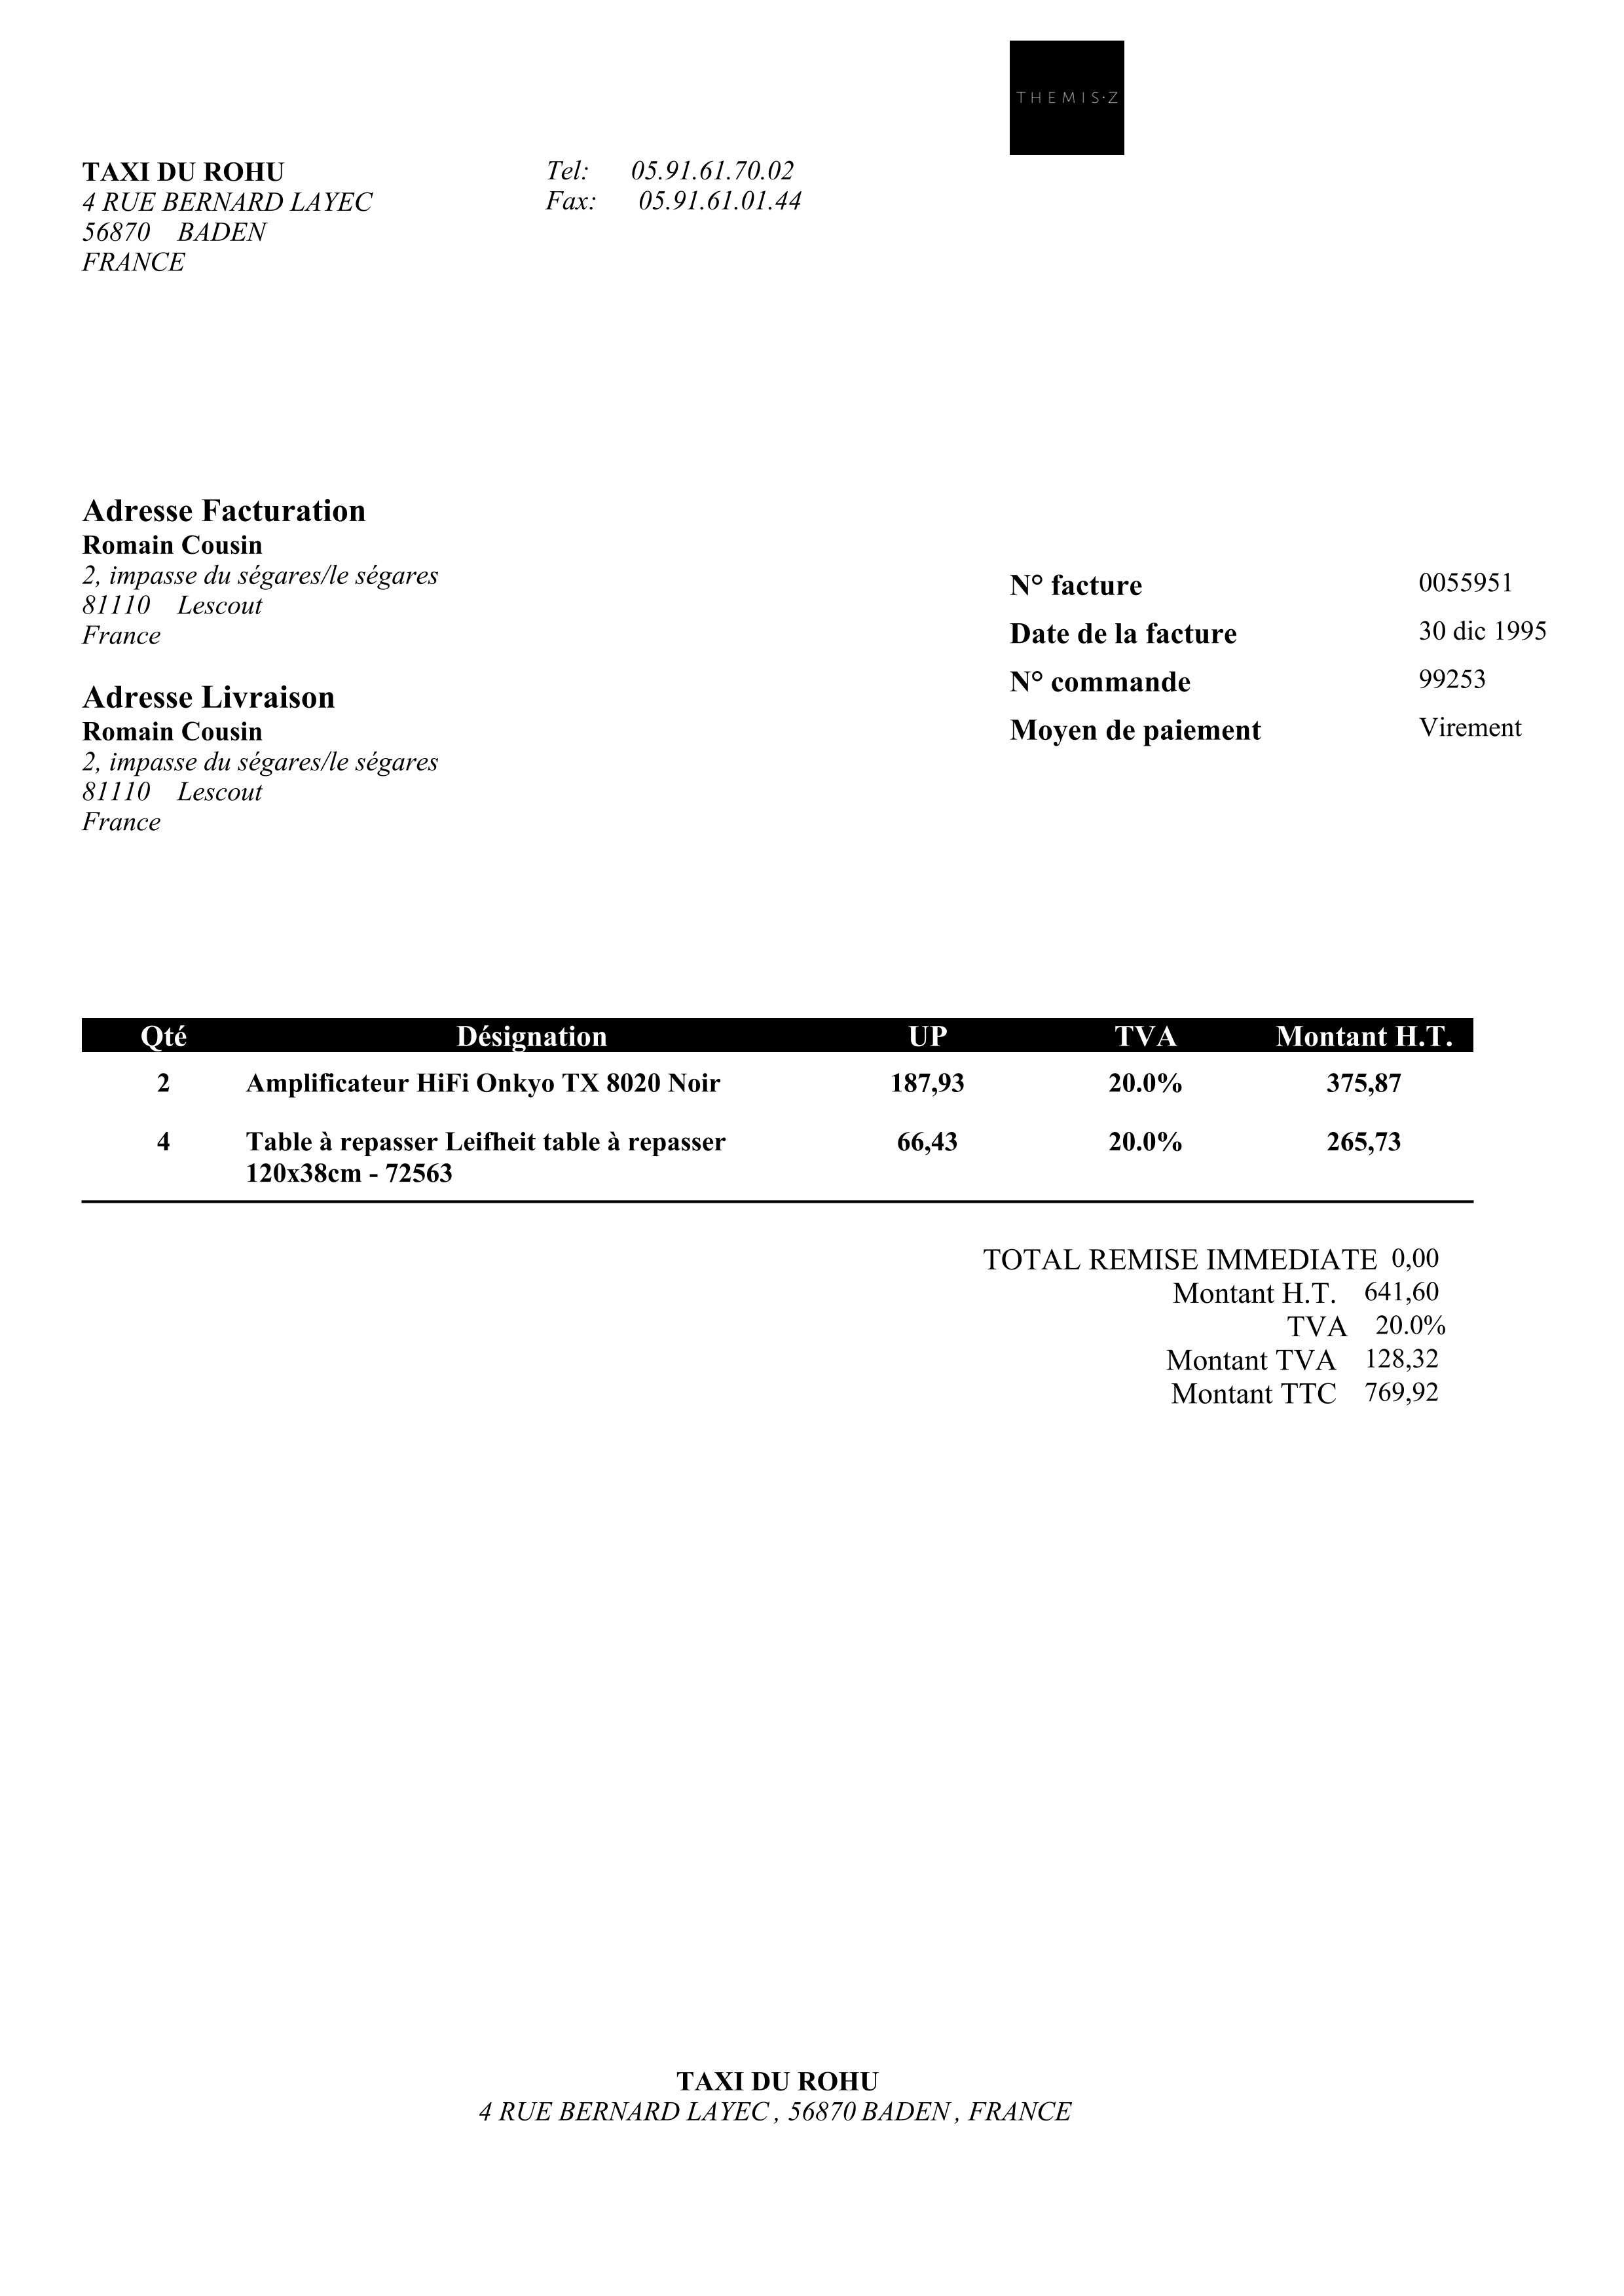 THEMIS·Z
TAXI DU ROHU
4 RUE BERNARD LAYEC
56870 BADEN
FRANCE
Tel: 05.91.61.70.02
Fax: 05.91.61.01.44
Adresse Facturation
Romain Cousin
2, impasse du ségares/le ségares
81110 Lescout
France
Adresse Livraison
Romain Cousin
2, impasse du ségares/le ségares
81110 Lescout
France
N° facture 0055951
Date de la facture 30 dic 1995
N° commande 99253
Moyen de paiement Virement
Qté Désignation UP TVA Montant H.T.
2 Amplificateur HiFi Onkyo TX 8020 Noir 187,93 20.0% 375,87
4 Table à repasser Leifheit table à repasser 66,43 20.0% 265,73
120x38cm - 72563
TOTAL REMISE IMMEDIATE 0,00
Montant H.T. 641,60
TVA 20.0%
Montant TVA 128,32
Montant TTC 769,92
TAXI DU ROHU
4 RUE BERNARD LAYEC , 56870 BADEN , FRANCE